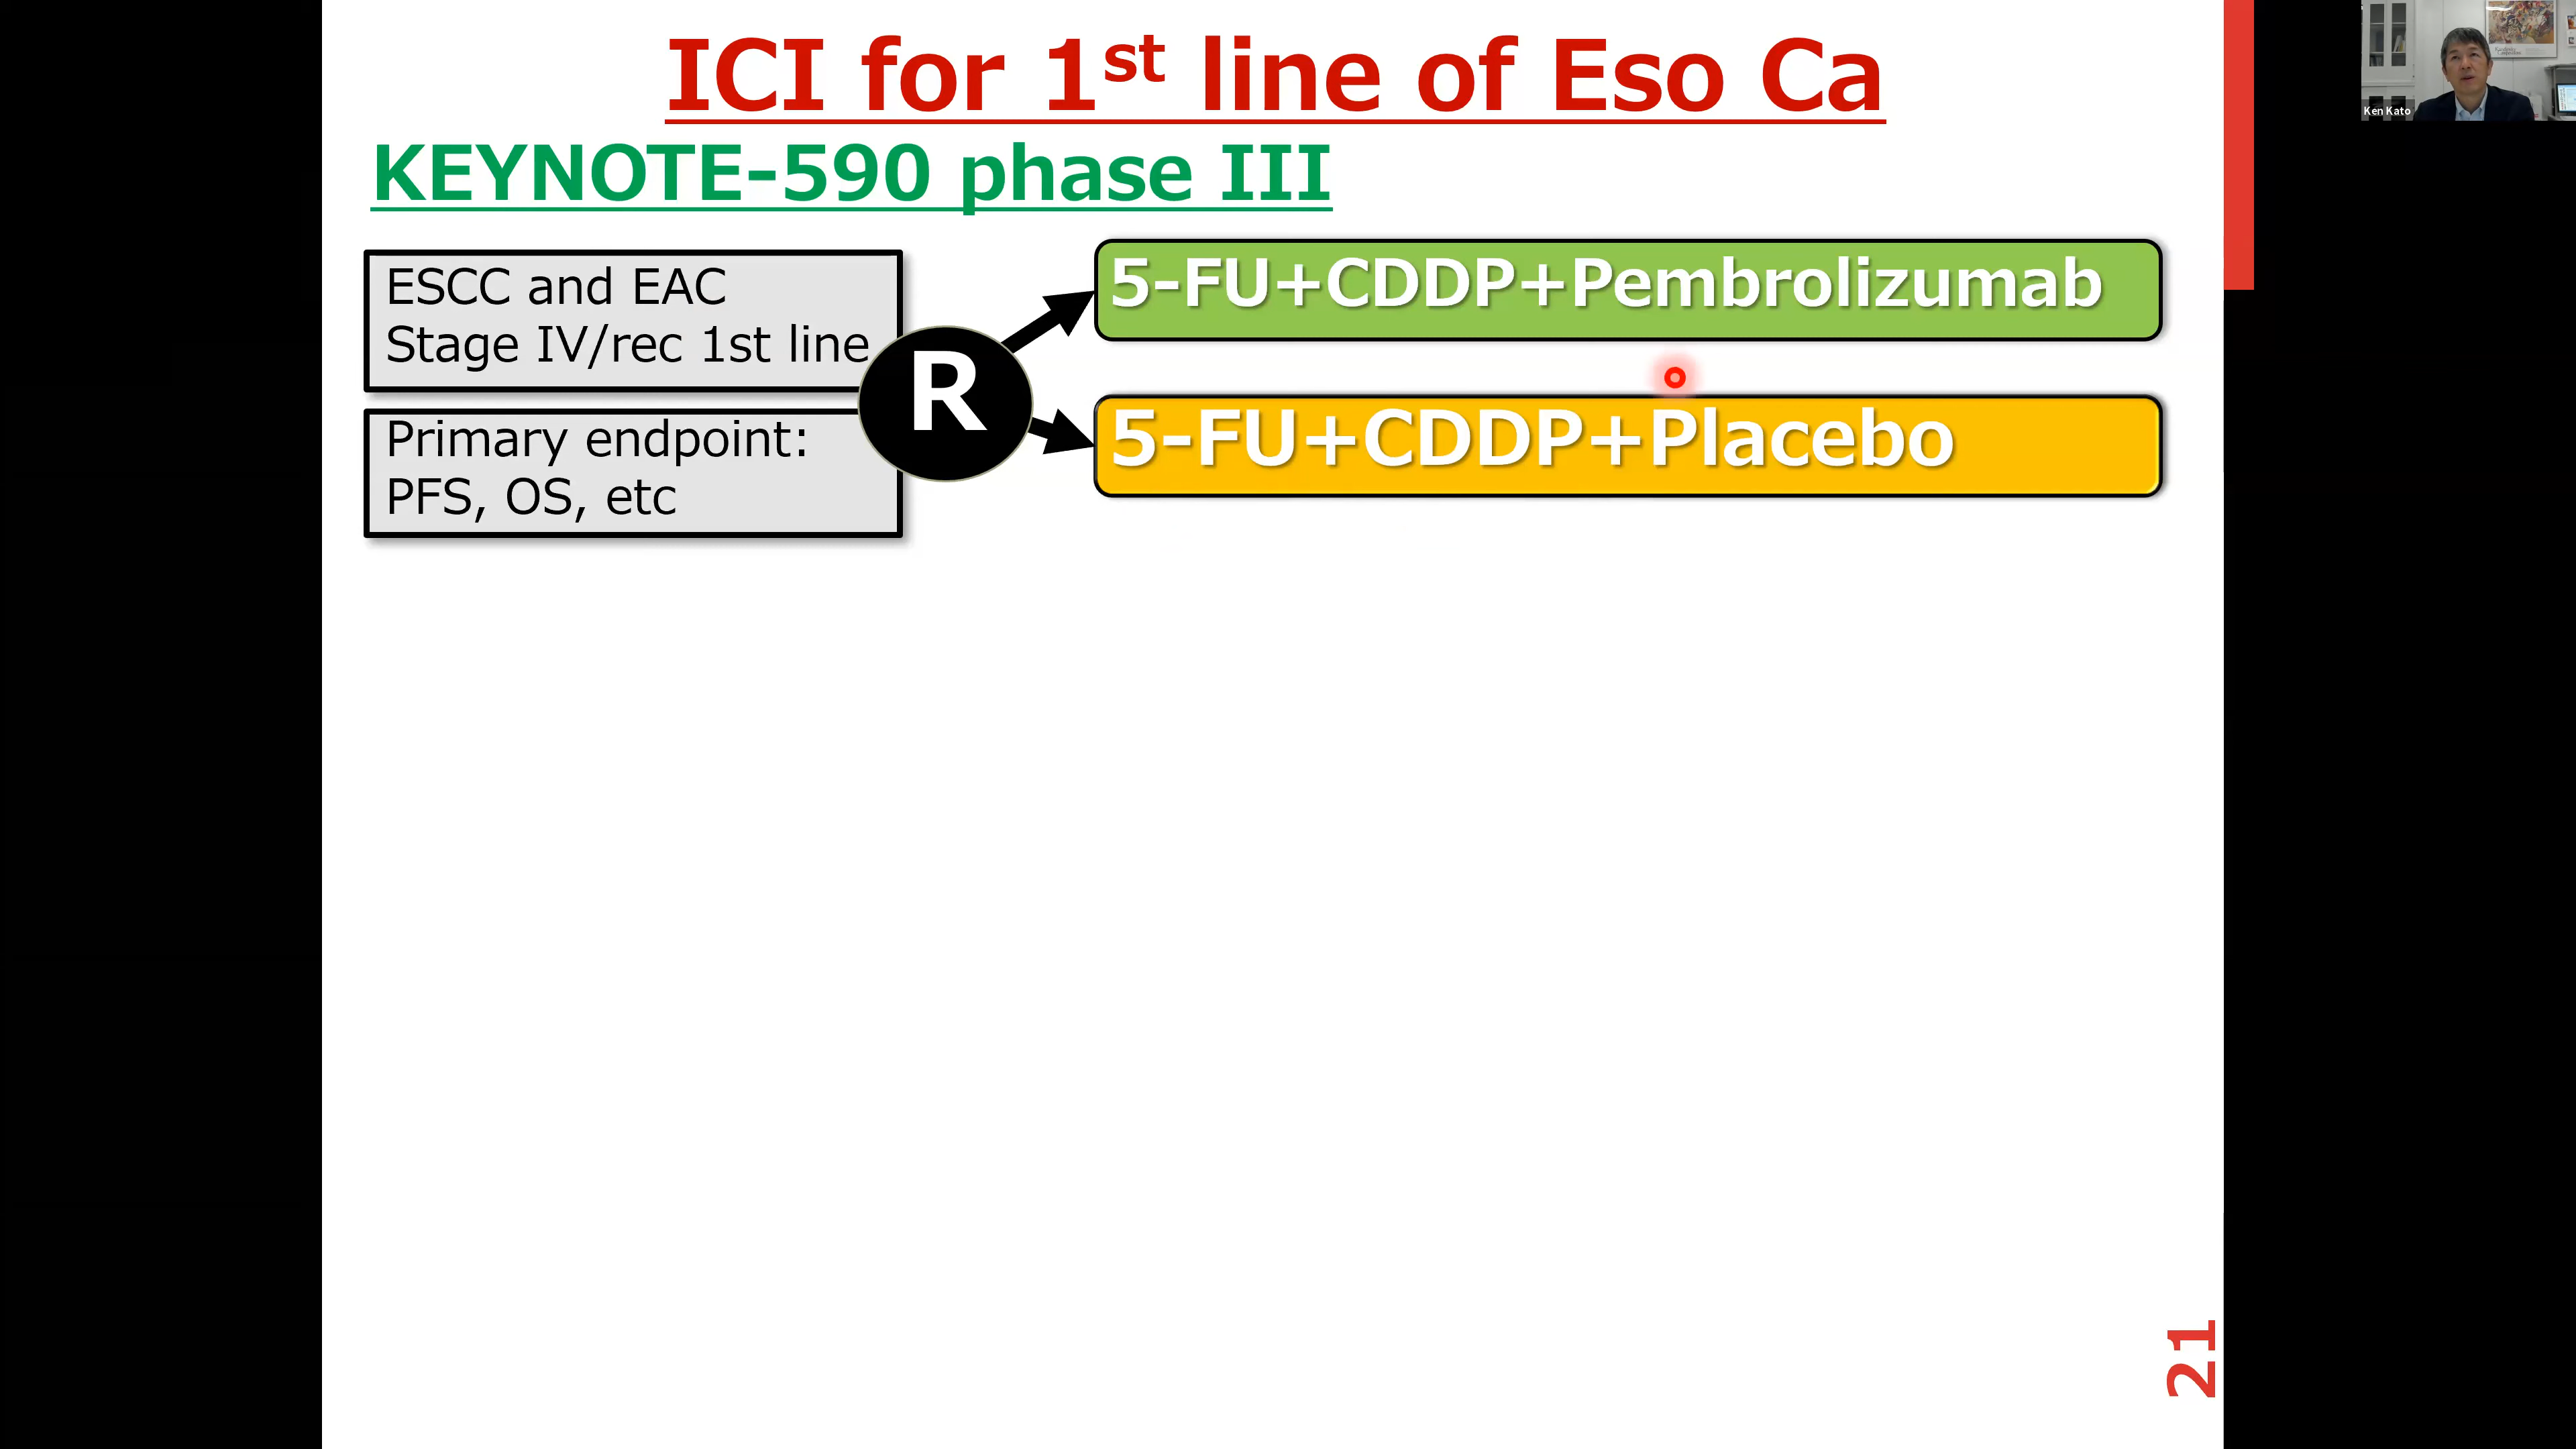 ICI for 1st line of Eso Ca
KEYNOTE-590 phase III
ESCC and EAC
Stage IV/rec 1st line
Primary endpoint:
PFS, OS, etc
R
5-FU+CDDP+Pembrolizumab
5-FU+CDDP+Placebo
21
Ken Kato